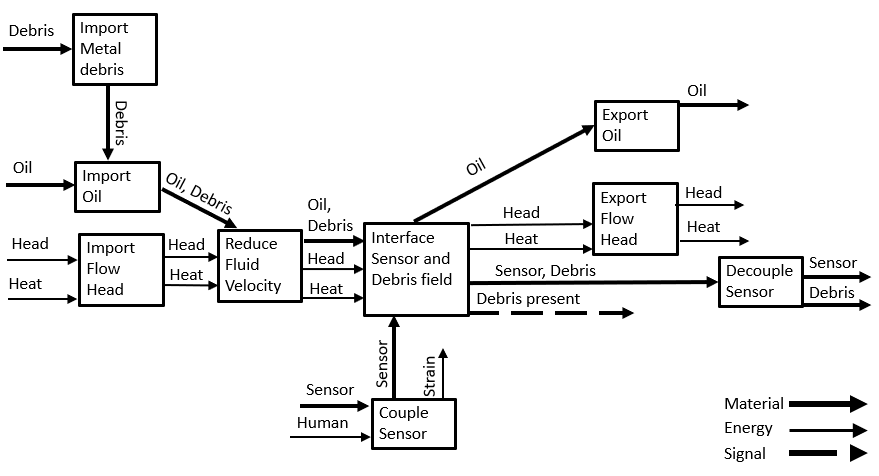 Debris
Import
Metal
debris
Debris
Oil
Import
Oil
Oil, Debris
Head
Heat
Import
Flow
Head
Head
Heat
Reduce
Fluid
Velocity
Oil,
Debris
Head
Heat
Interface
Sensor and
Debris field
Oil
Export
Oil
Oil
Head
Heat
Export
Flow
Head
Head
Heat
Sensor, Debris
Decouple
Sensor
Sensor
Debris
Debris present
Sensor
Strain
Sensor
Human
Couple
Sensor
Material
Energy
Signal